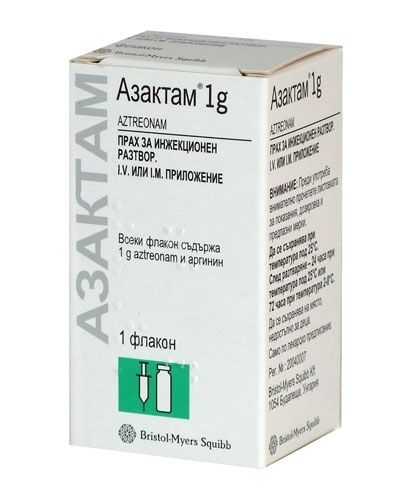 Флакон
Bristol-Myers Squibb
АЗАКТАМ
Азактам® 1g
AZTREONAM
ПРАХ ЗА ИНЖЕКЦИОНЕН
РАЗТВОР.
I.V. ИЛИ I.M. ПРИЛОЖЕНИЕ
Всеки флакон съдържа
1 g aztreonam и аргинин
1 флакон
Bristol-Myers Squibb
Азактам® 1g
ПРАХ ЗА ИНЖЕКЦИОНЕН РАЗТВОР.
I.V. ИЛИ I.M. ПРИЛОЖЕНИЕ
ВНИМАНИЕ: Преди употреба
внимателно прочетете листовката
за показания, дозировка и
предпазни мерки.
Да се съхранява при
температура под 25°C.
След разтваряне – 24 часа при
температура под 25°C или
72 часа при температура 2-8°C.
Да се съхранява на място,
недостъпно за деца.
Само по лекарско предписание.
Рег. №: 20040007
Bristol-Myers Squibb Kft
1054 Будапеща, Унгария